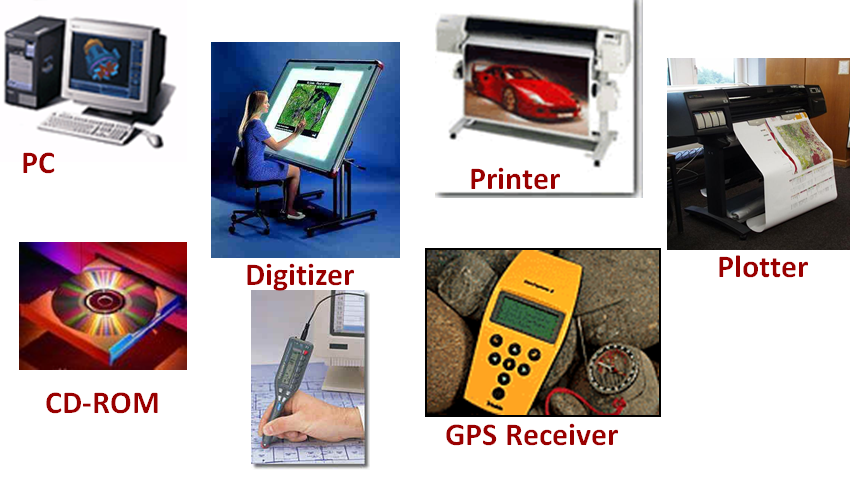 PC
Printer
Digitizer
Plotter
CD-ROM
GPS Receiver